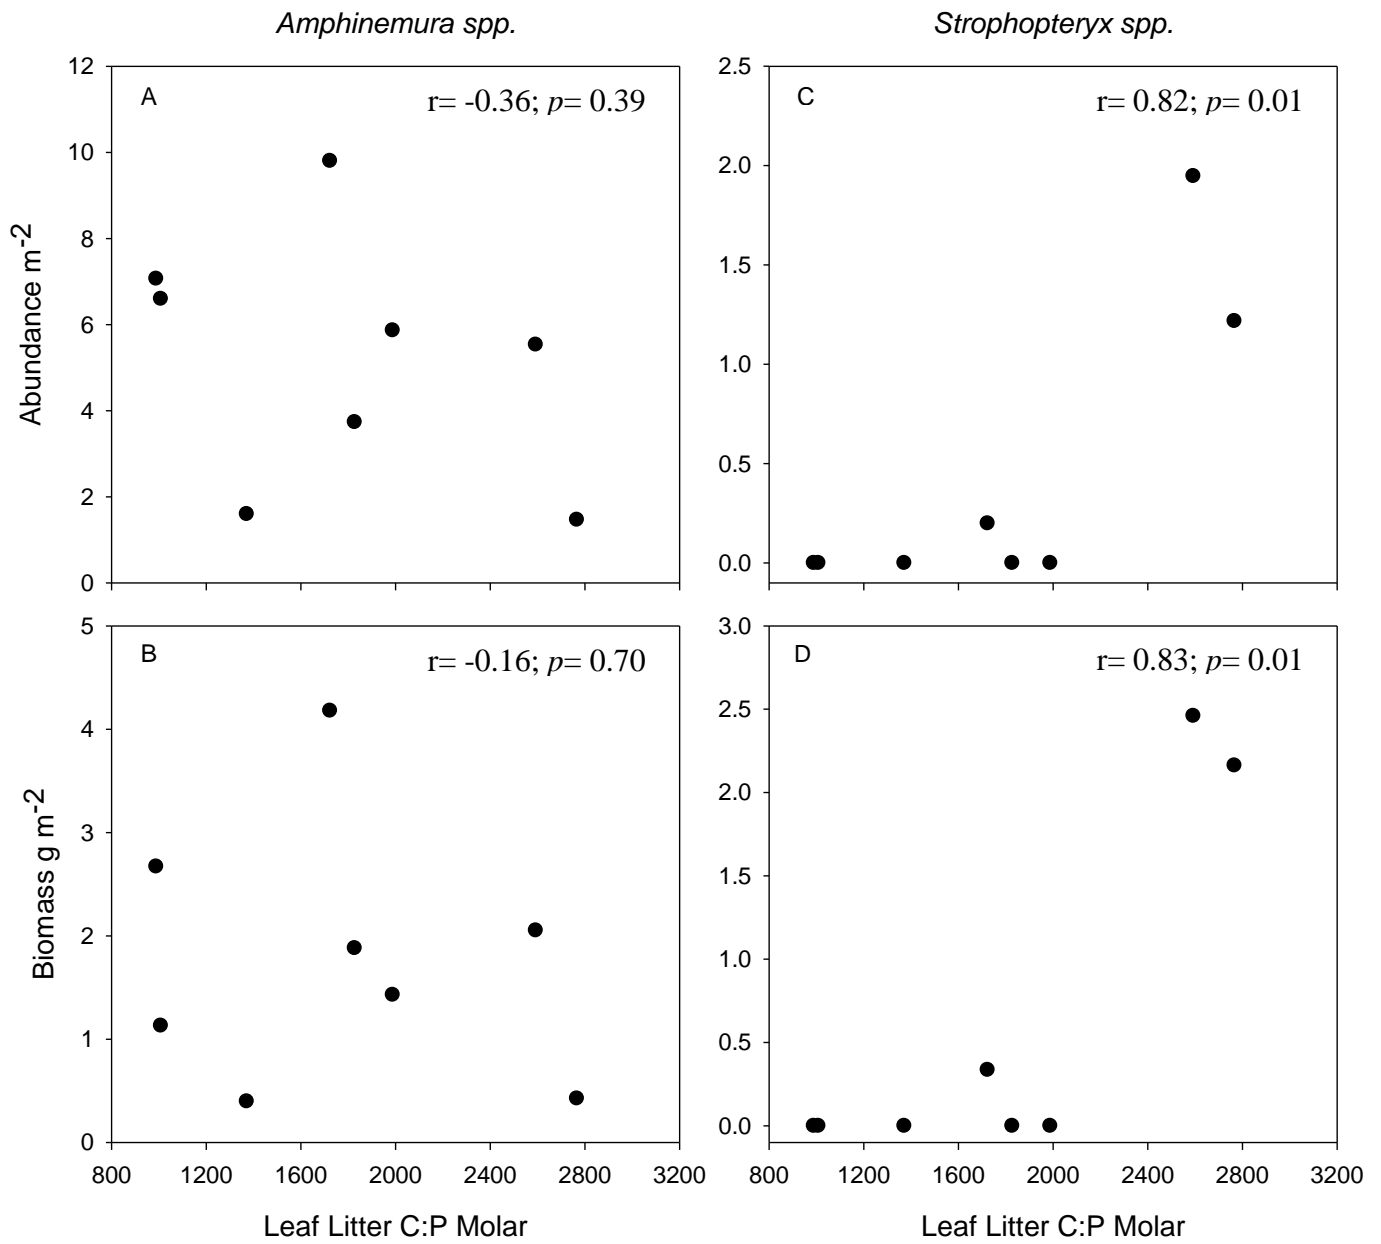 Amphinemura spp.
Strophopteryx spp.
A
r= -0.36; p= 0.39
Abundance m-2
12
10
8
6
4
2
0
C
r= 0.82; p= 0.01
2.5
2.0
1.5
1.0
0.5
0.0
B
r= -0.16; p= 0.70
Biomass g m-2
5
4
3
2
1
0
800 1200 1600 2000 2400 2800 3200
Leaf Litter C:P Molar
D
r= 0.83; p= 0.01
3.0
2.5
2.0
1.5
1.0
0.5
0.0
800 1200 1600 2000 2400 2800 3200
Leaf Litter C:P Molar